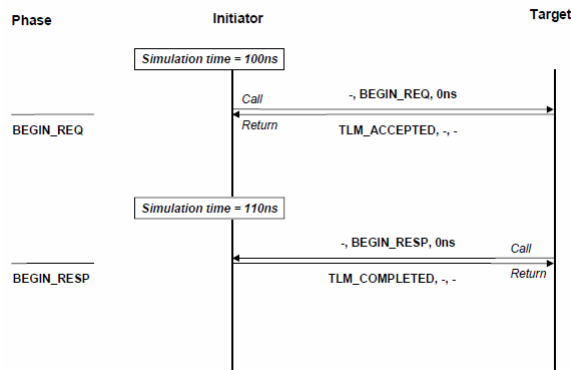 Phase Initiator Target
Simulation time = 100ns
-, BEGIN_REQ, 0ns
Call
Return TLM_ACCEPTED, -, -
BEGIN_REQ
Simulation time = 110ns
-, BEGIN_RESP, 0ns
Call
TLM_COMPLETED, -, - Return
BEGIN_RESP